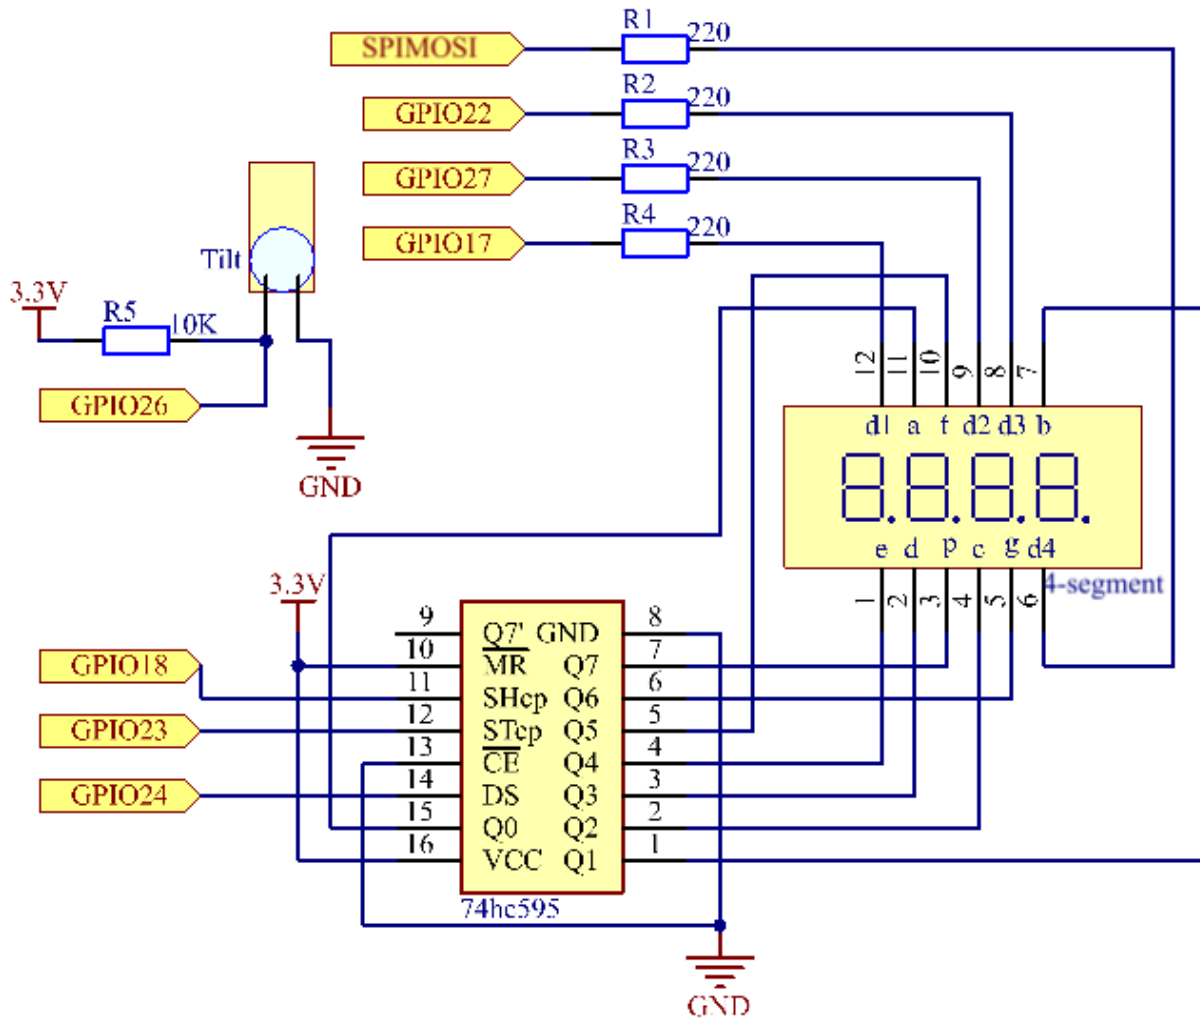 SPIMOSI
R1
220
GPIO22
R2
220
GPIO27
R3
220
GPIO17
R4
220
Tilt
3.3V
R5
10K
GPIO26
GND
12
11
10
9
8
7
d1 a f d2 d3 b
e d p c g d4
1
2
3
4
5
6
4-segment
3.3V
GPIO18
GPIO23
GPIO24
9 Q7' GND 8
10 MR Q7 7
11 SHcp Q6 6
12 STcp Q5 5
13 CE Q4 4
14 DS Q3 3
15 Q0 Q2 2
16 VCC Q1 1
74hc595
GND